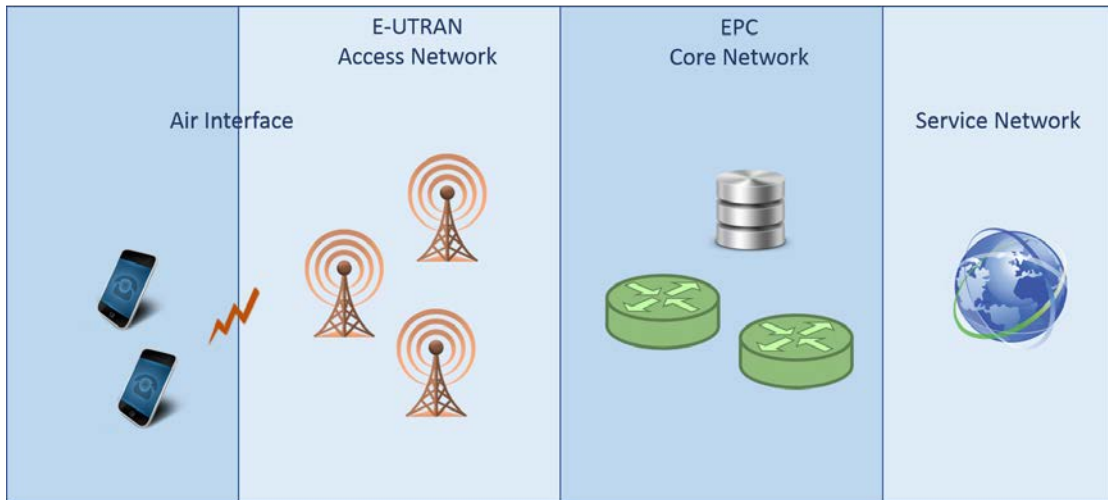 E-UTRAN
Access Network
EPC
Core Network
Air Interface
Service Network